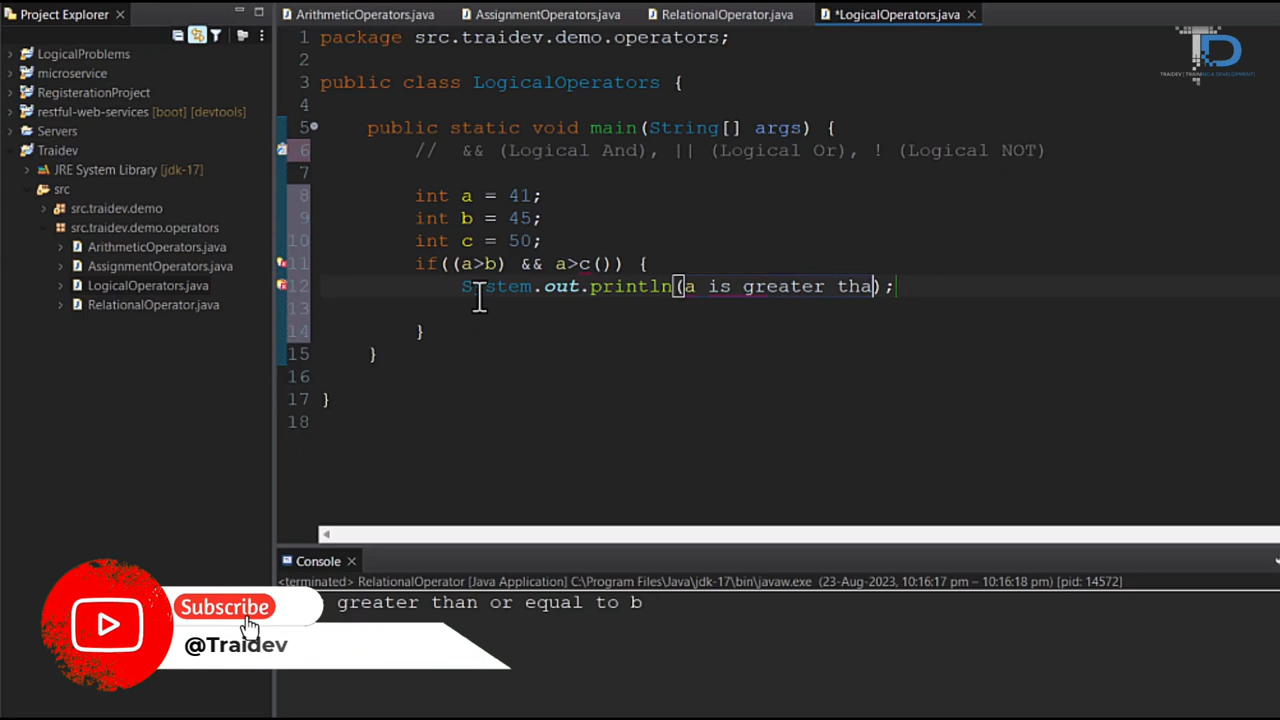 Project Explorer
ArithmeticOperators.java
AssignmentOperators.java
RelationalOperator.java
*LogicalOperators.java
TD
TRAIDEV | TRAINING & DEVELOPMENT
LogicalProblems
microservice
RegisterationProject
restful-web-services [boot] [devtools]
Servers
Traidev
JRE System Library [jdk-17]
src
src.traidev.demo
src.traidev.demo.operators
ArithmeticOperators.java
AssignmentOperators.java
LogicalOperators.java
RelationalOperator.java
1 package src.traidev.demo.operators;
2
3 public class LogicalOperators {
4
5 public static void main(String[] args) {
6 // && (Logical And), || (Logical Or), ! (Logical NOT)
7
8 int a = 41;
9 int b = 45;
10 int c = 50;
11 if((a>b) && a>c()) {
12 System.out.println(a is greater tha);
13
14 }
15 }
16
17 }
18
Console
<terminated> RelationalOperator [Java Application] C:\Program Files\Java\jdk-17\bin\javaw.exe (23-Aug-2023, 10:16:17 pm – 10:16:18 pm) [pid: 14572]
greater than or equal to b
Subscribe
@Traidev